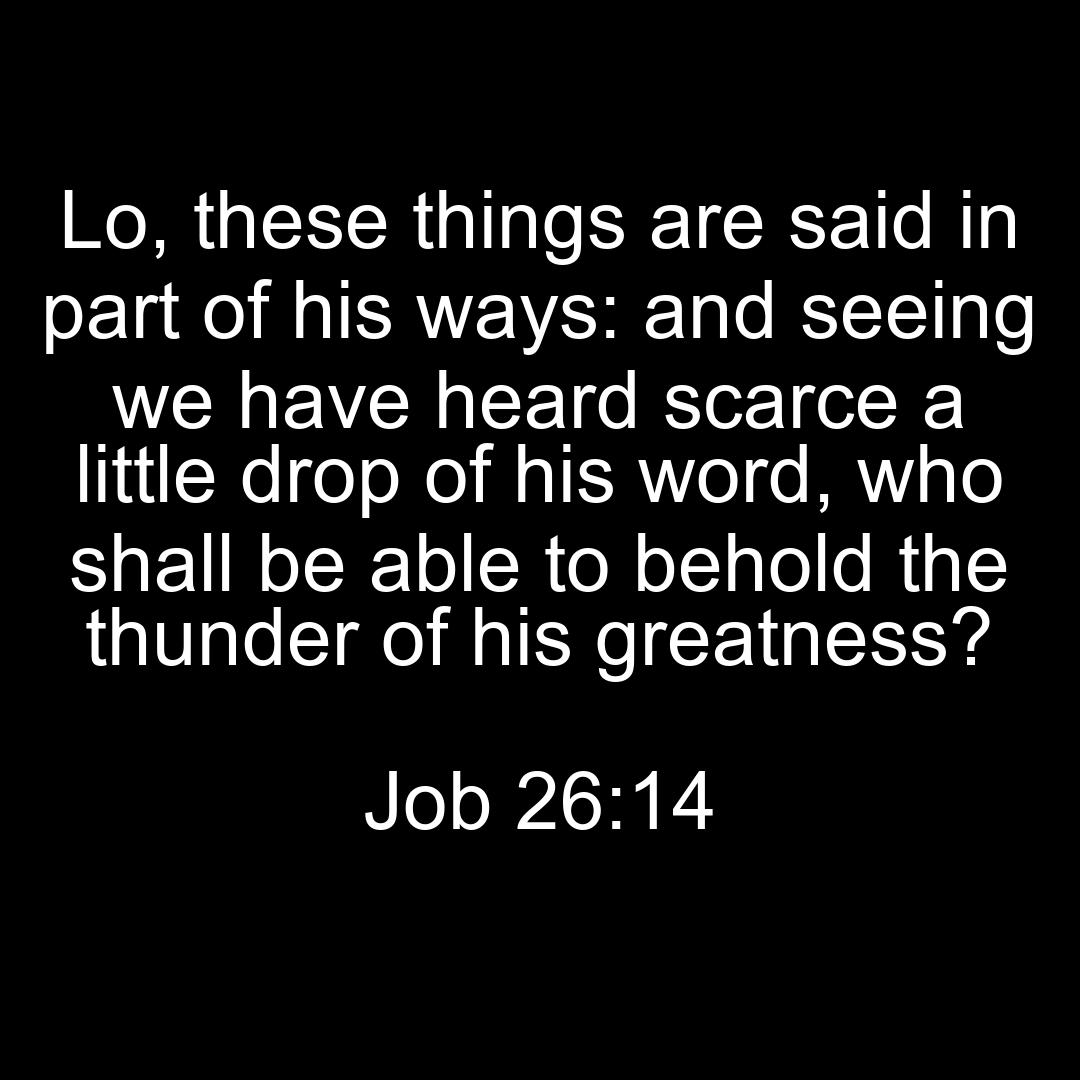 Lo, these things are said in
part of his ways: and seeing
we have heard scarce a
little drop of his word, who
shall be able to behold the
thunder of his greatness?
Job 26:14